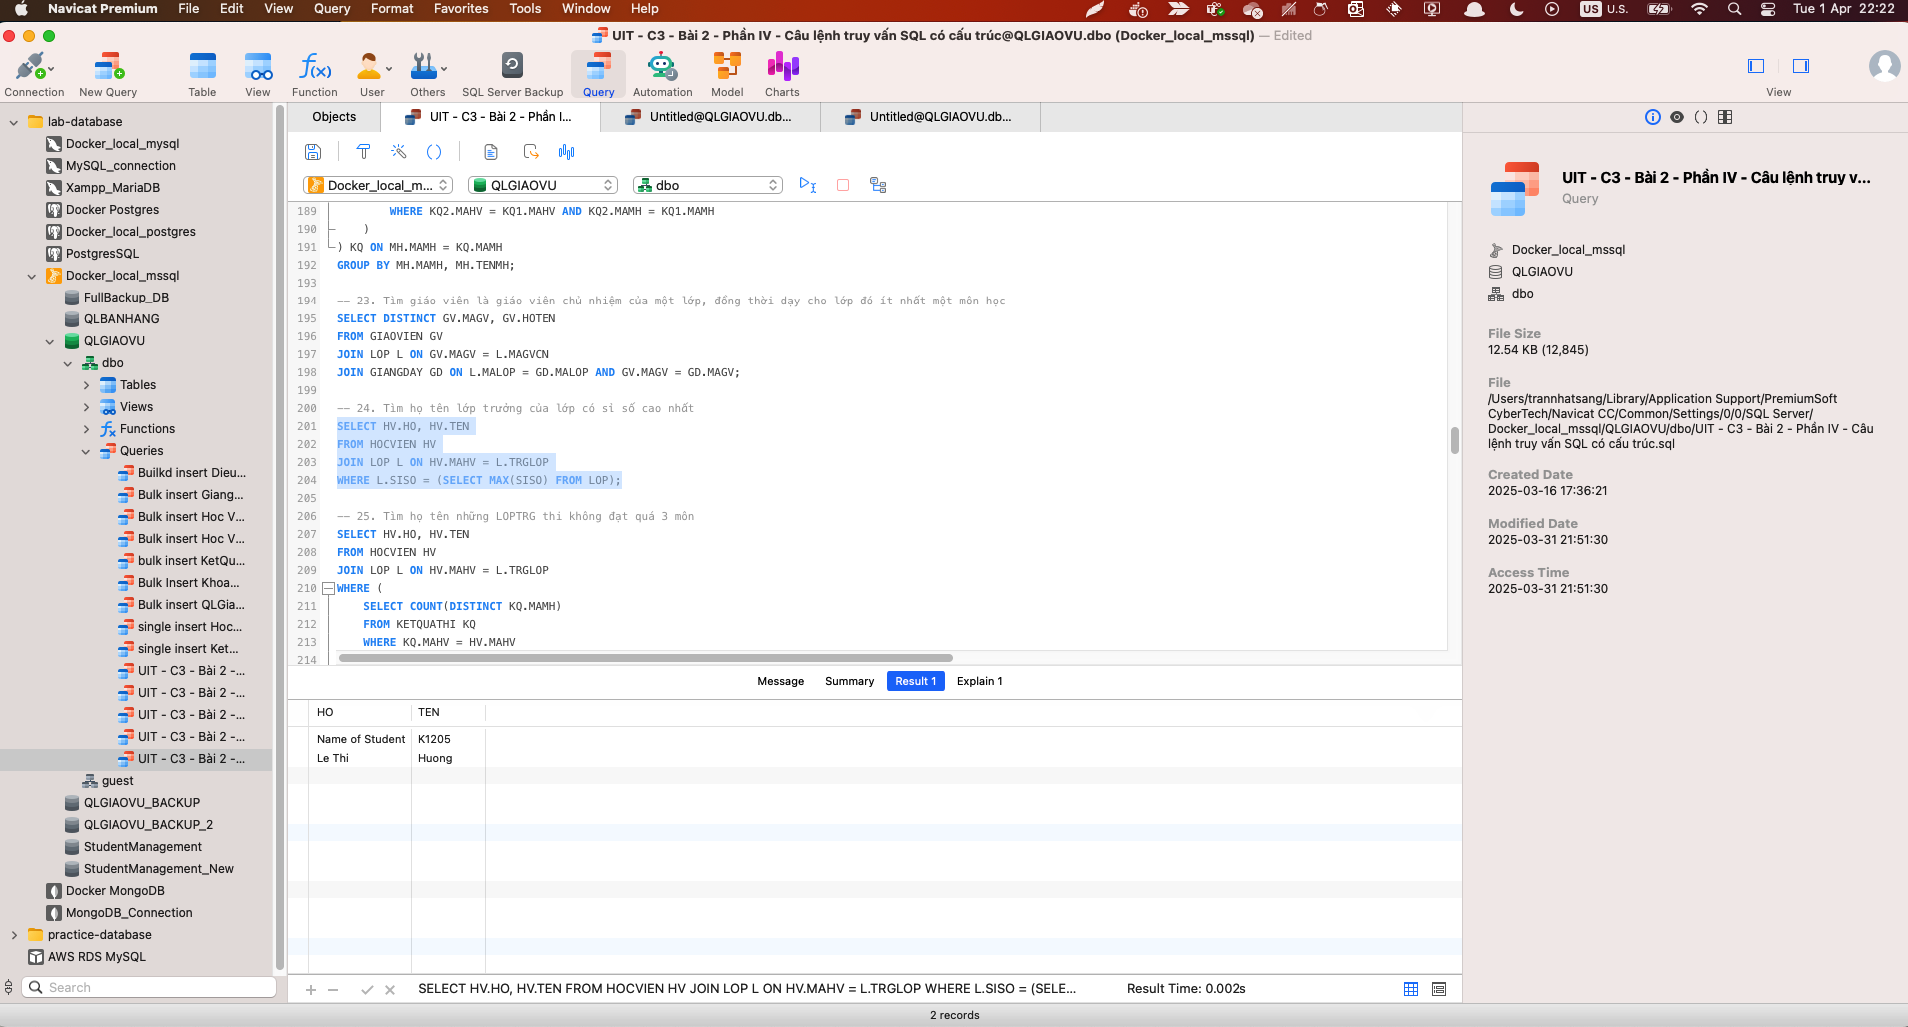 Navicat Premium File Edit View Query Format Favorites Tools Window Help
US U.S. Tue 1 Apr 22:22
UIT - C3 - Bài 2 - Phần IV - Câu lệnh truy vấn SQL có cấu trúc@QLGIAOVU.dbo (Docker_local_mssql) — Edited
Connection
New Query
Table
View
Function
User
Others
SQL Server Backup
Query
Automation
Model
Charts
View
lab-database
Docker_local_mysql
MySQL_connection
Xampp_MariaDB
Docker Postgres
Docker_local_postgres
PostgresSQL
Docker_local_mssql
FullBackup_DB
QLBANHANG
QLGIAOVU
dbo
Tables
Views
Functions
Queries
Builkd insert Dieu...
Bulk insert Giang...
Bulk insert Hoc V...
Bulk insert Hoc V...
bulk insert KetQu...
Bulk Insert Khoa...
Bulk insert QLGia...
single insert Hoc...
single insert Ket...
UIT - C3 - Bài 2 -...
UIT - C3 - Bài 2 -...
UIT - C3 - Bài 2 -...
UIT - C3 - Bài 2 -...
UIT - C3 - Bài 2 -...
guest
QLGIAOVU_BACKUP
QLGIAOVU_BACKUP_2
StudentManagement
StudentManagement_New
Docker MongoDB
MongoDB_Connection
practice-database
AWS RDS MySQL
Search
Objects
UIT - C3 - Bài 2 - Phần I...
Untitled@QLGIAOVU.db...
Untitled@QLGIAOVU.db...
Docker_local_m...
QLGIAOVU
dbo
189 WHERE KQ2.MAHV = KQ1.MAHV AND KQ2.MAMH = KQ1.MAMH
190 )
191 ) KQ ON MH.MAMH = KQ.MAMH
192 GROUP BY MH.MAMH, MH.TENMH;
193
194 -- 23. Tìm giáo viên là giáo viên chủ nhiệm của một lớp, đồng thời dạy cho lớp đó ít nhất một môn học
195 SELECT DISTINCT GV.MAGV, GV.HOTEN
196 FROM GIAOVIEN GV
197 JOIN LOP L ON GV.MAGV = L.MAGVCN
198 JOIN GIANGDAY GD ON L.MALOP = GD.MALOP AND GV.MAGV = GD.MAGV;
199
200 -- 24. Tìm họ tên lớp trưởng của lớp có sỉ số cao nhất
201 SELECT HV.HO, HV.TEN
202 FROM HOCVIEN HV
203 JOIN LOP L ON HV.MAHV = L.TRGLOP
204 WHERE L.SISO = (SELECT MAX(SISO) FROM LOP);
205
206 -- 25. Tìm họ tên những LOPTRG thi không đạt quá 3 môn
207 SELECT HV.HO, HV.TEN
208 FROM HOCVIEN HV
209 JOIN LOP L ON HV.MAHV = L.TRGLOP
210 WHERE (
211 SELECT COUNT(DISTINCT KQ.MAMH)
212 FROM KETQUATHI KQ
213 WHERE KQ.MAHV = HV.MAHV
214
Message Summary Result 1 Explain 1
HO TEN
Name of Student K1205
Le Thi Huong
SELECT HV.HO, HV.TEN FROM HOCVIEN HV JOIN LOP L ON HV.MAHV = L.TRGLOP WHERE L.SISO = (SELE...
Result Time: 0.002s
2 records
UIT - C3 - Bài 2 - Phần IV - Câu lệnh truy v...
Query
Docker_local_mssql
QLGIAOVU
dbo
File Size
12.54 KB (12,845)
File
/Users/trannhatsang/Library/Application Support/PremiumSoft
CyberTech/Navicat CC/Common/Settings/0/0/SQL Server/
Docker_local_mssql/QLGIAOVU/dbo/UIT - C3 - Bài 2 - Phần IV - Câu
lệnh truy vấn SQL có cấu trúc.sql
Created Date
2025-03-16 17:36:21
Modified Date
2025-03-31 21:51:30
Access Time
2025-03-31 21:51:30